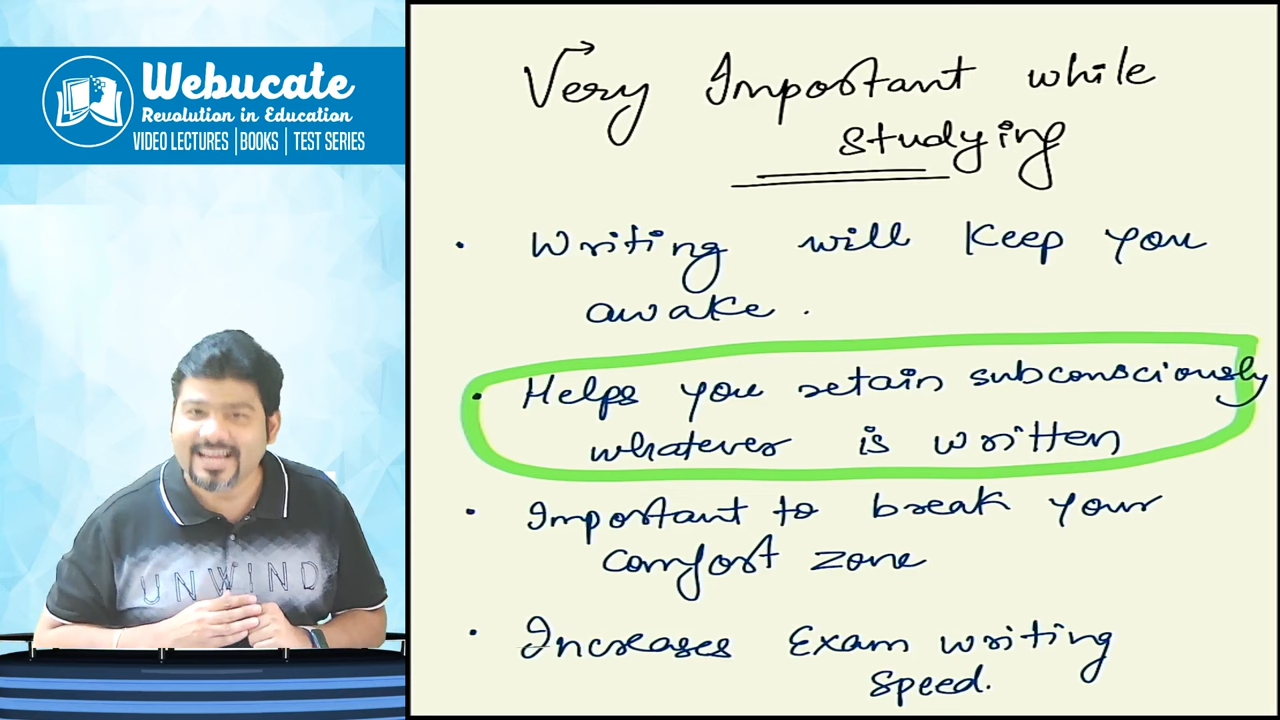 Webucate
Revolution in Education
VIDEO LECTURES | BOOKS | TEST SERIES
UNWIND
Very Important while
studying
· Writing will keep you
awake.
· Helps you retain subconsciously
whatever is written
· Important to break your
comfort zone
· Increases Exam writing
speed.